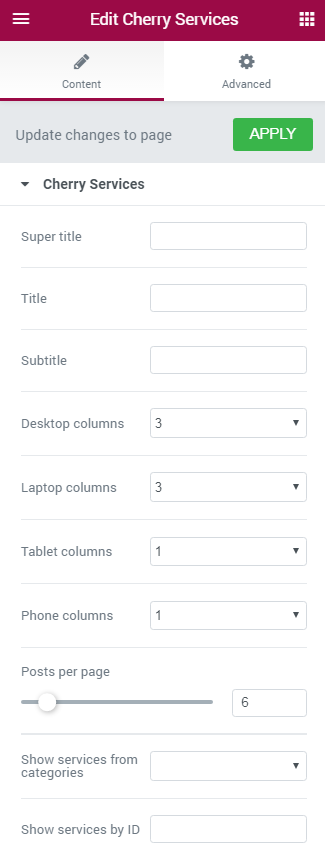 Edit Cherry Services
Content
Advanced
Update changes to page
APPLY
Cherry Services
Super title
Title
Subtitle
Desktop columns
3
Laptop columns
3
Tablet columns
1
Phone columns
1
Posts per page
6
Show services from
categories
Show services by ID